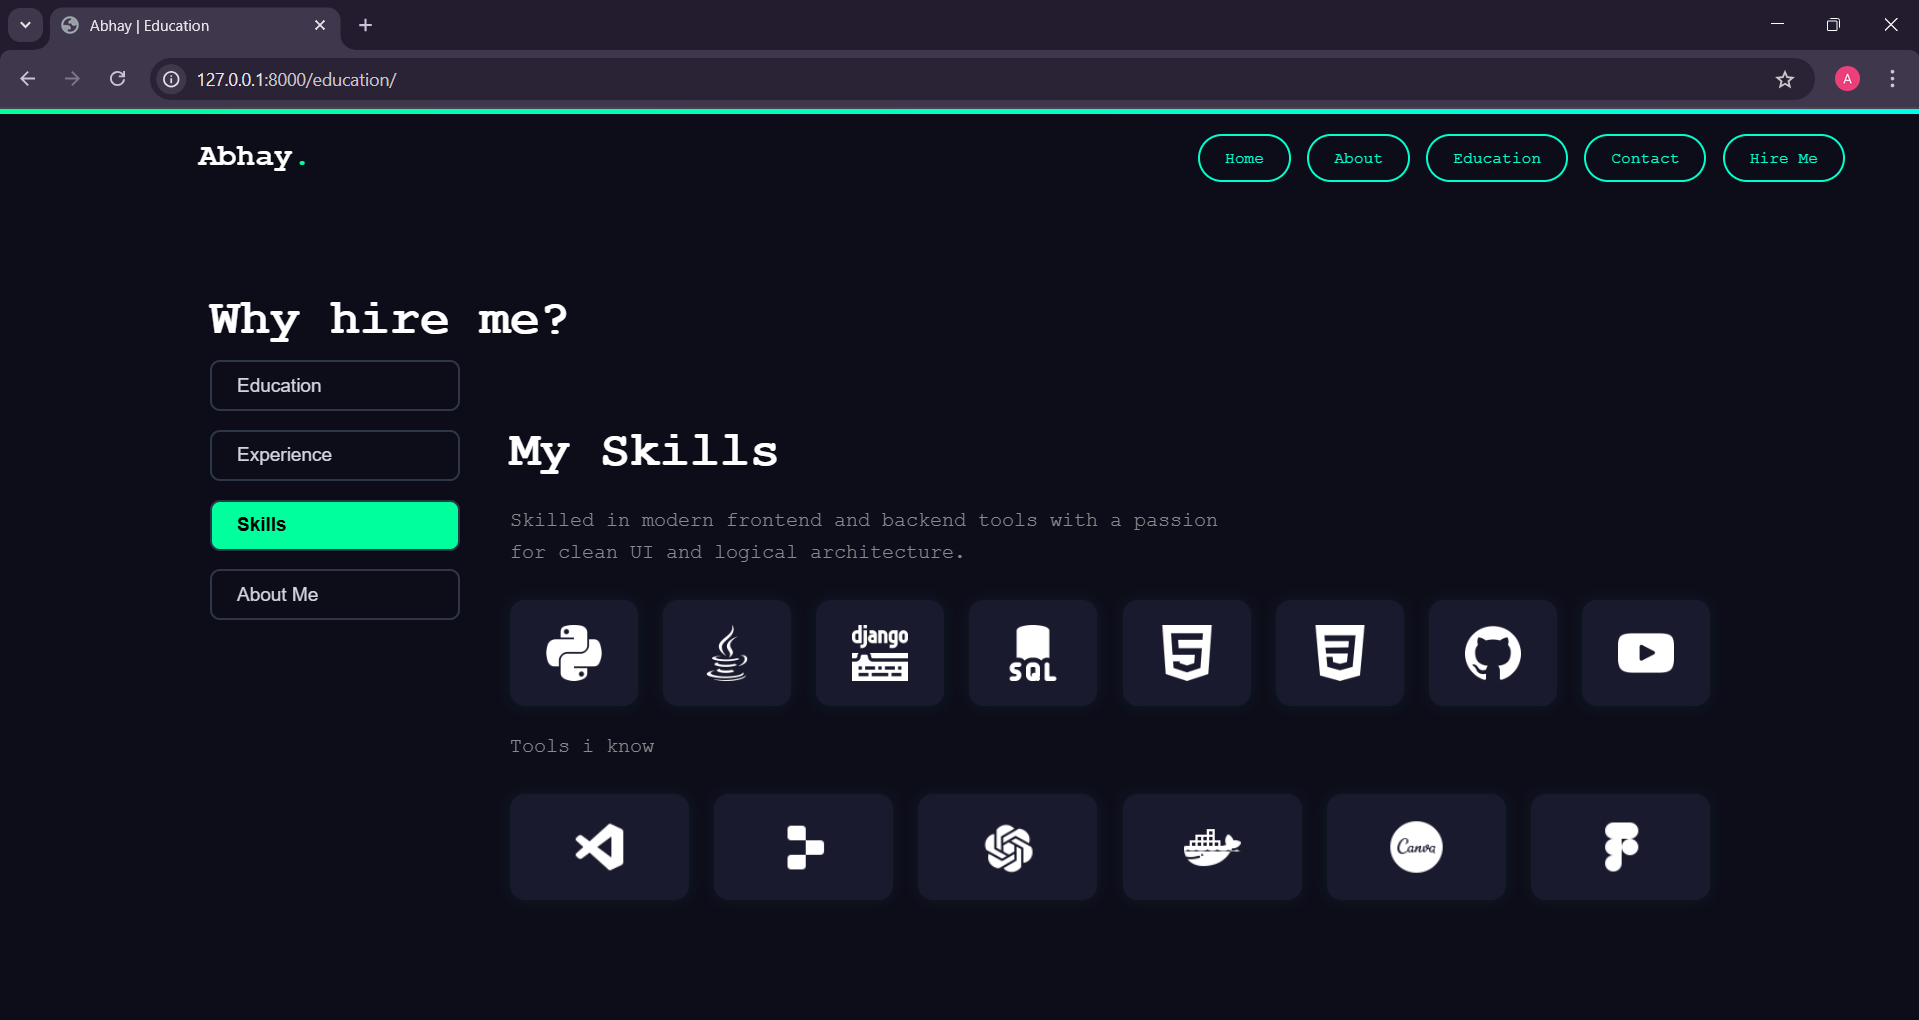 Abhay | Education
127.0.0.1:8000/education/
A
Abhay.
Home
About
Education
Contact
Hire Me
Why hire me?
Education
Experience
Skills
About Me
My Skills
Skilled in modern frontend and backend tools with a passion
for clean UI and logical architecture.
django
SQL
5
3
Tools i know
Canva